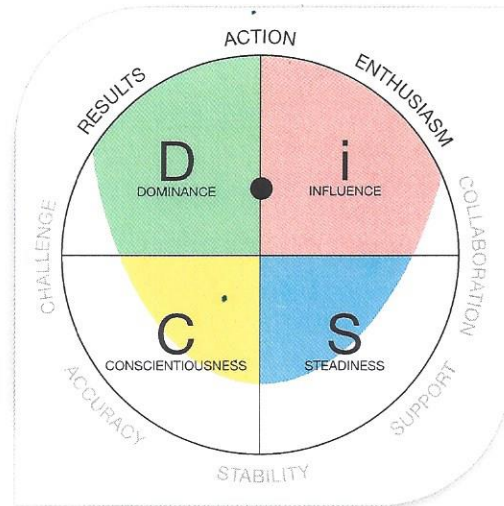 ACTION
RESULTS
ENTHUSIASM
D
DOMINANCE
i
INFLUENCE
CHALLENGE
COLLABORATION
C
CONSCIENTIOUSNESS
S
STEADINESS
ACCURACY
SUPPORT
STABILITY